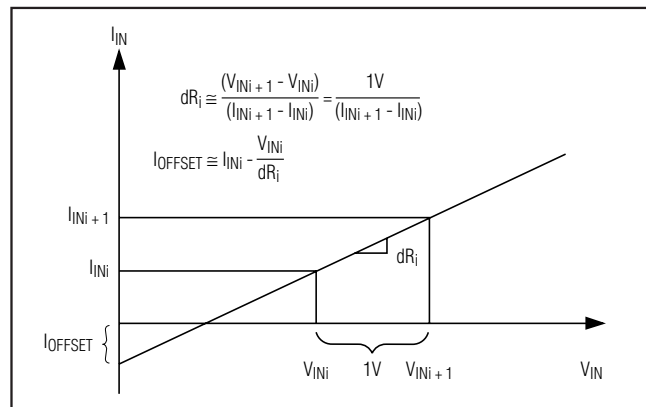 I_IN
dR_i ≅ (V_INi + 1 - V_INi) / (I_INi + 1 - I_INi) = 1V / (I_INi + 1 - I_INi)
I_OFFSET ≅ I_INi - V_INi / dR_i
I_INi + 1
dR_i
I_INi
I_OFFSET
V_INi 1V V_INi + 1 V_IN